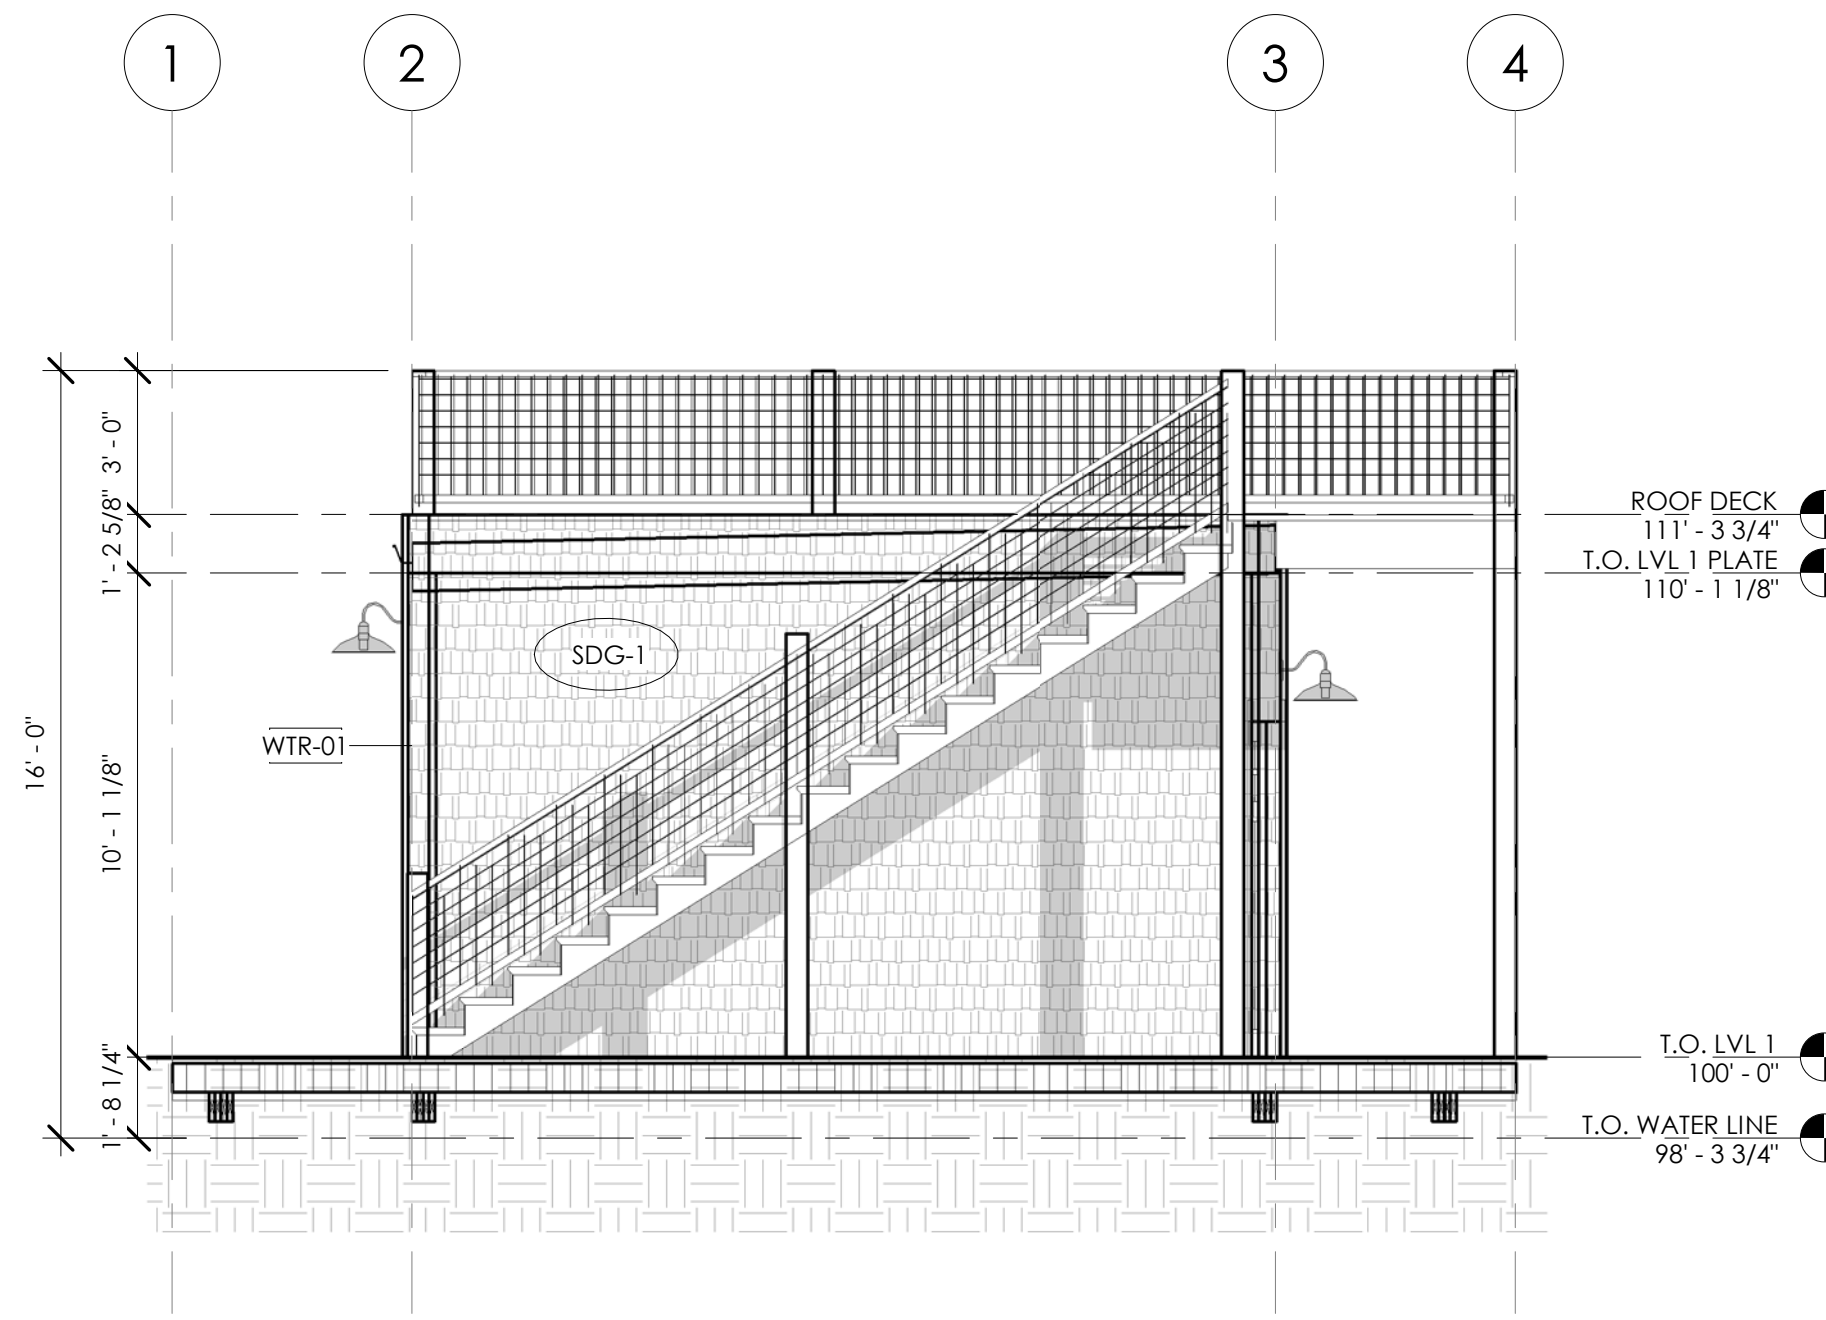 1
2
3
4
3' - 0"
1' - 2 5/8"
10' - 1 1/8"
1' - 8 1/4"
16' - 0"
SDG-1
WTR-01
ROOF DECK
111' - 3 3/4"
T.O. LVL 1 PLATE
110' - 1 1/8"
T.O. LVL 1
100' - 0"
T.O. WATER LINE
98' - 3 3/4"